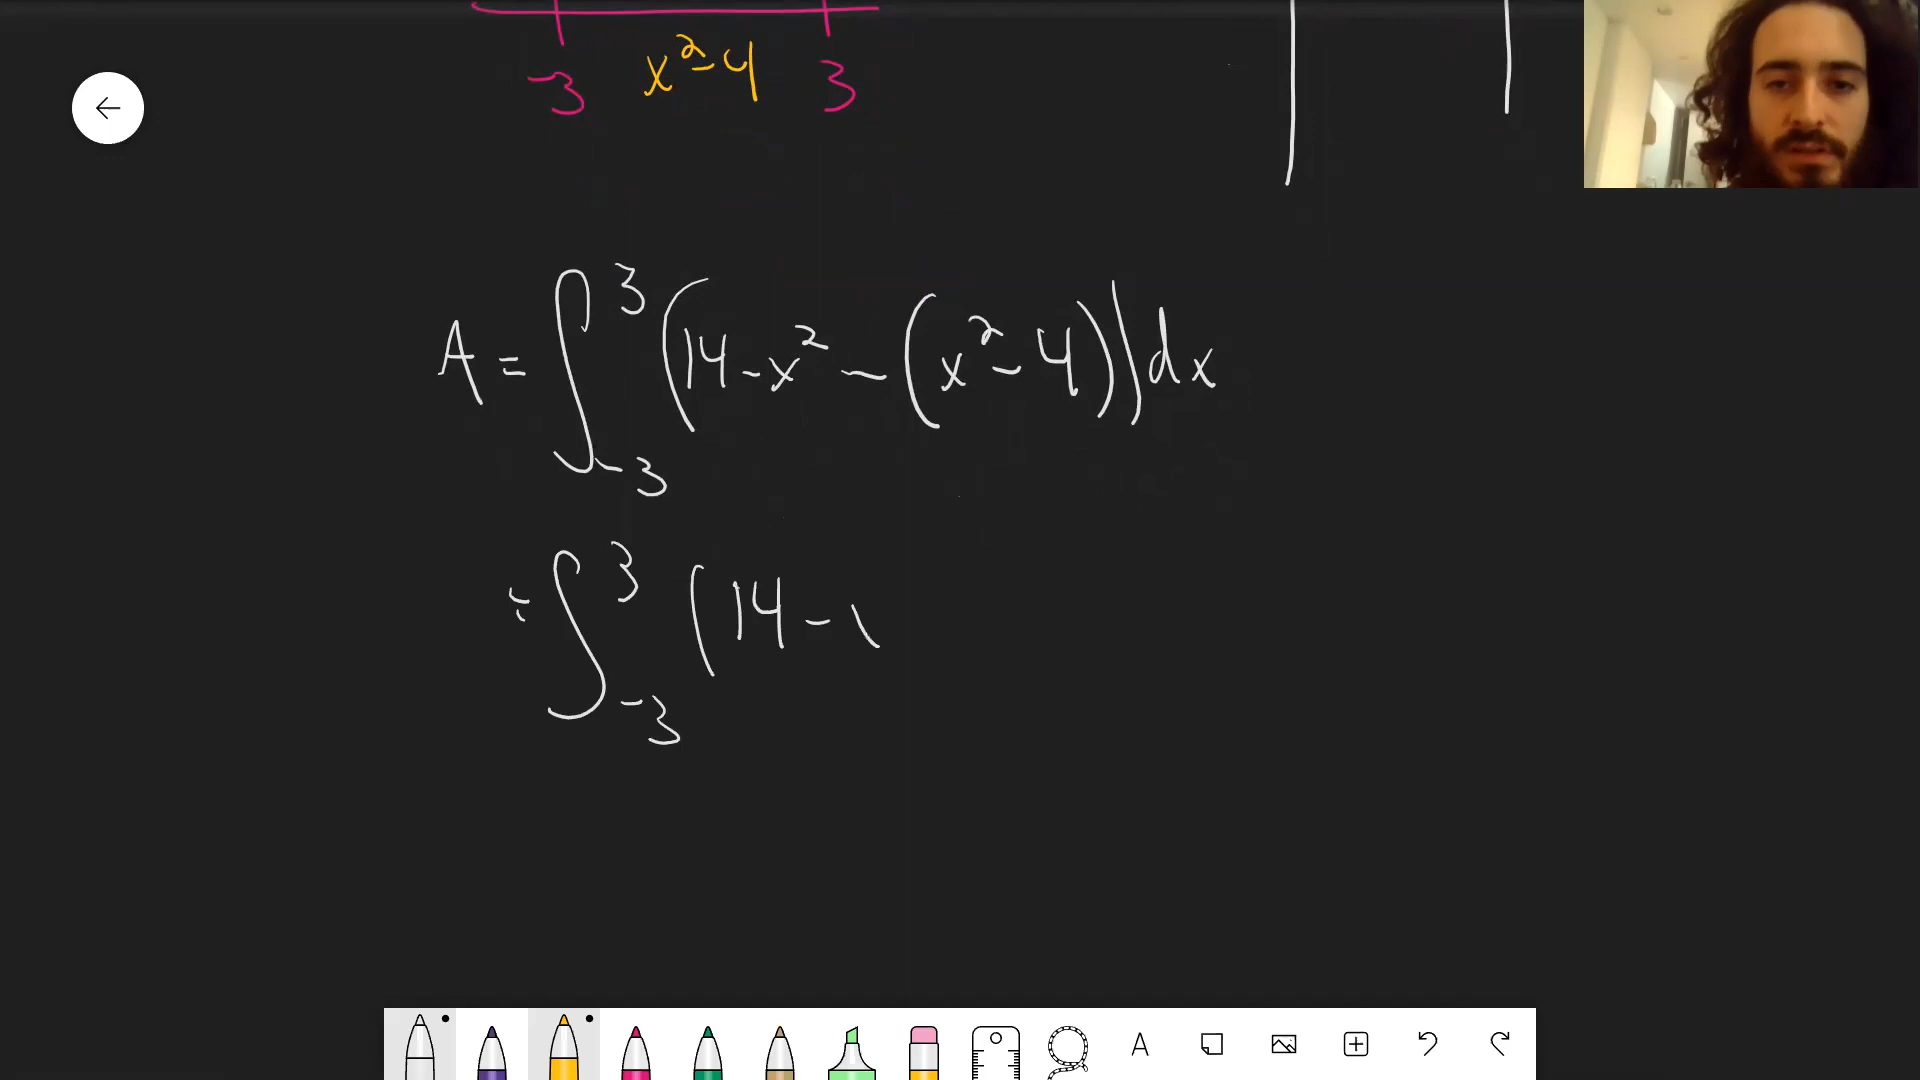 -3 x²-4 3
A = ∫₋₃³ (14-x² - (x²-4)) dx
= ∫₋₃³ (14 -
A